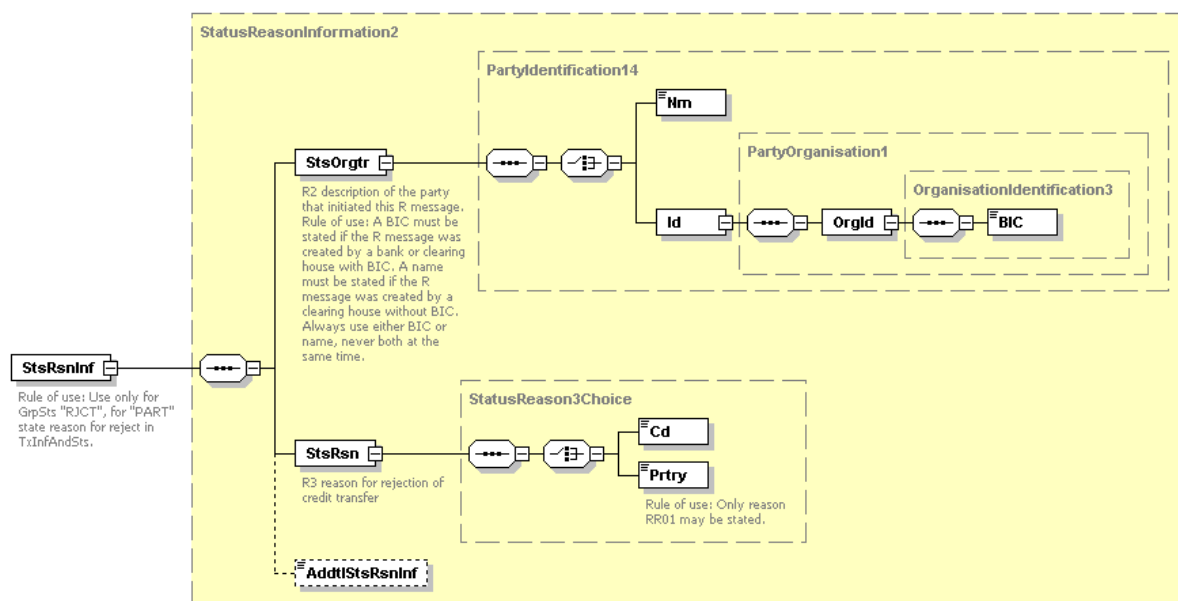 StatusReasonInformation2
PartyIdentification14
Nm
PartyOrganisation1
OrganisationIdentification3
StsOrgtr
R2 description of the party
that initiated this R message.
Rule of use: A BIC must be
stated if the R message was
created by a bank or clearing
house with BIC. A name
must be stated if the R
message was created by a
clearing house without BIC.
Always use either BIC or
name, never both at the
same time.
Id
OrgId
BIC
StsRsnInf
Rule of use: Use only for
GrpSts "RJCT", for "PART"
state reason for reject in
TxInfAndSts.
StatusReason3Choice
StsRsn
R3 reason for rejection of
credit transfer
Cd
Prtry
Rule of use: Only reason
RR01 may be stated.
AddtlStsRsnInf